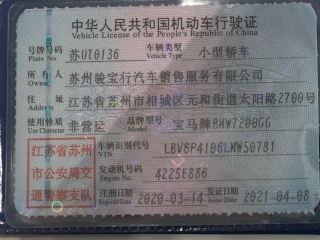 中华人民共和国机动车行驶证
Vehicle License of the People's Republic of China
号牌号码 苏UT0136 车辆类型 小型轿车
Plate No. Vehicle Type
所有人 苏州骏宝行汽车销售服务有限公司
Owner
住址 江苏省苏州市相城区元和街道太阳路2700号
Address
使用性质 非营运 品牌型号 宝马牌BMW7200GG
Use Character Model
江苏省苏州市公安局交通警察支队
车辆识别代号 LBV6P4106LMW50781
VIN
发动机号码 4225E886
Engine No.
注册日期 2020-03-14 发证日期 2021-04-08
Register Date Issue Date